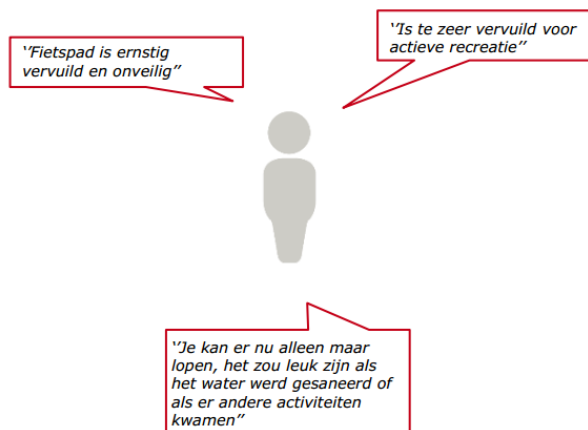 ‘’Fietspad is ernstig
vervuild en onveilig’’
‘’Is te zeer vervuild voor
actieve recreatie’’
‘’Je kan er nu alleen maar
lopen, het zou leuk zijn als
het water werd gesaneerd of
als er andere activiteiten
kwamen’’